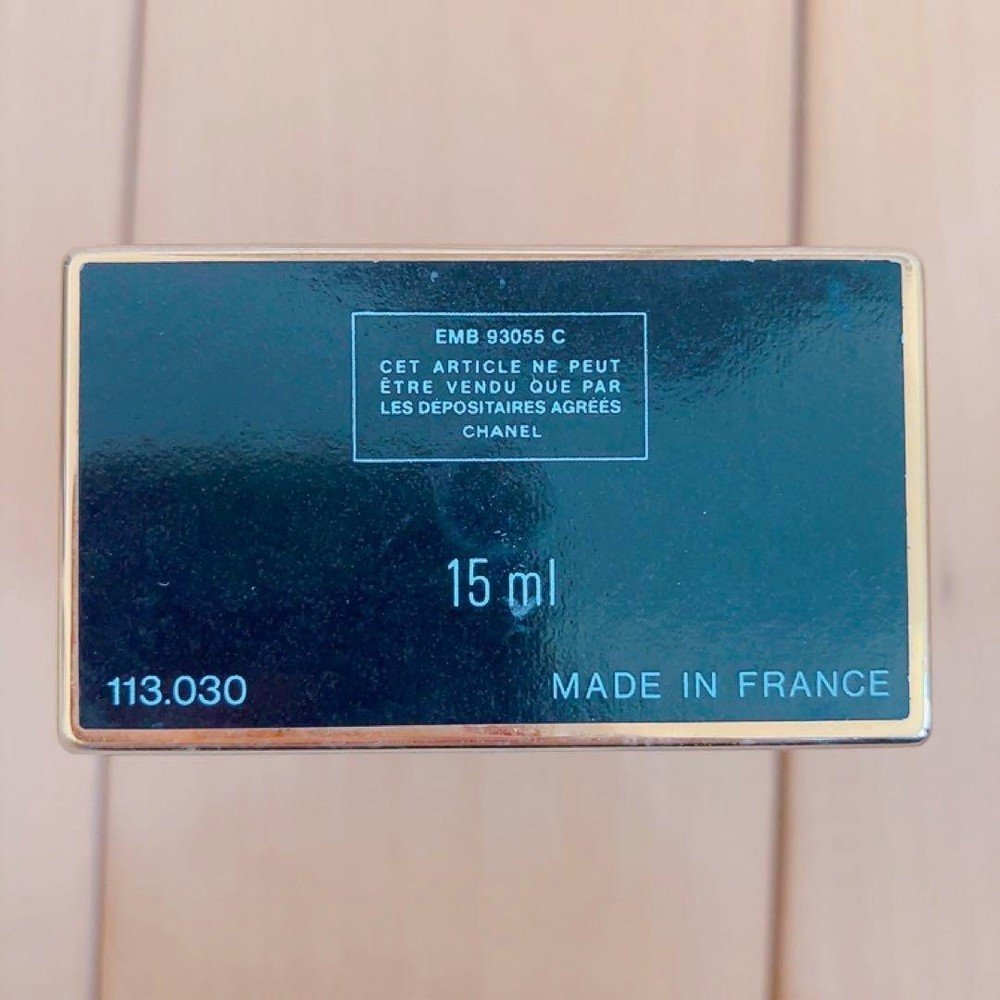 EMB 93055 C
CET ARTICLE NE PEUT
ÊTRE VENDU QUE PAR
LES DÉPOSITAIRES AGRÉÉS
CHANEL
15 ml
113.030
MADE IN FRANCE